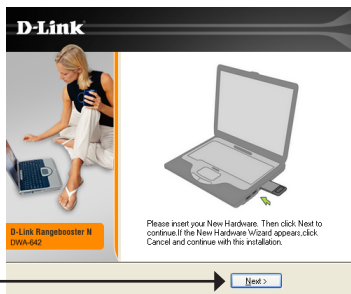 D-Link
D-Link Rangebooster N
DWA-642
Please insert your New Hardware. Then click Next to
continue.If the New Hardware Wizard appears,click
Cancel and continue with this installation.
Next >